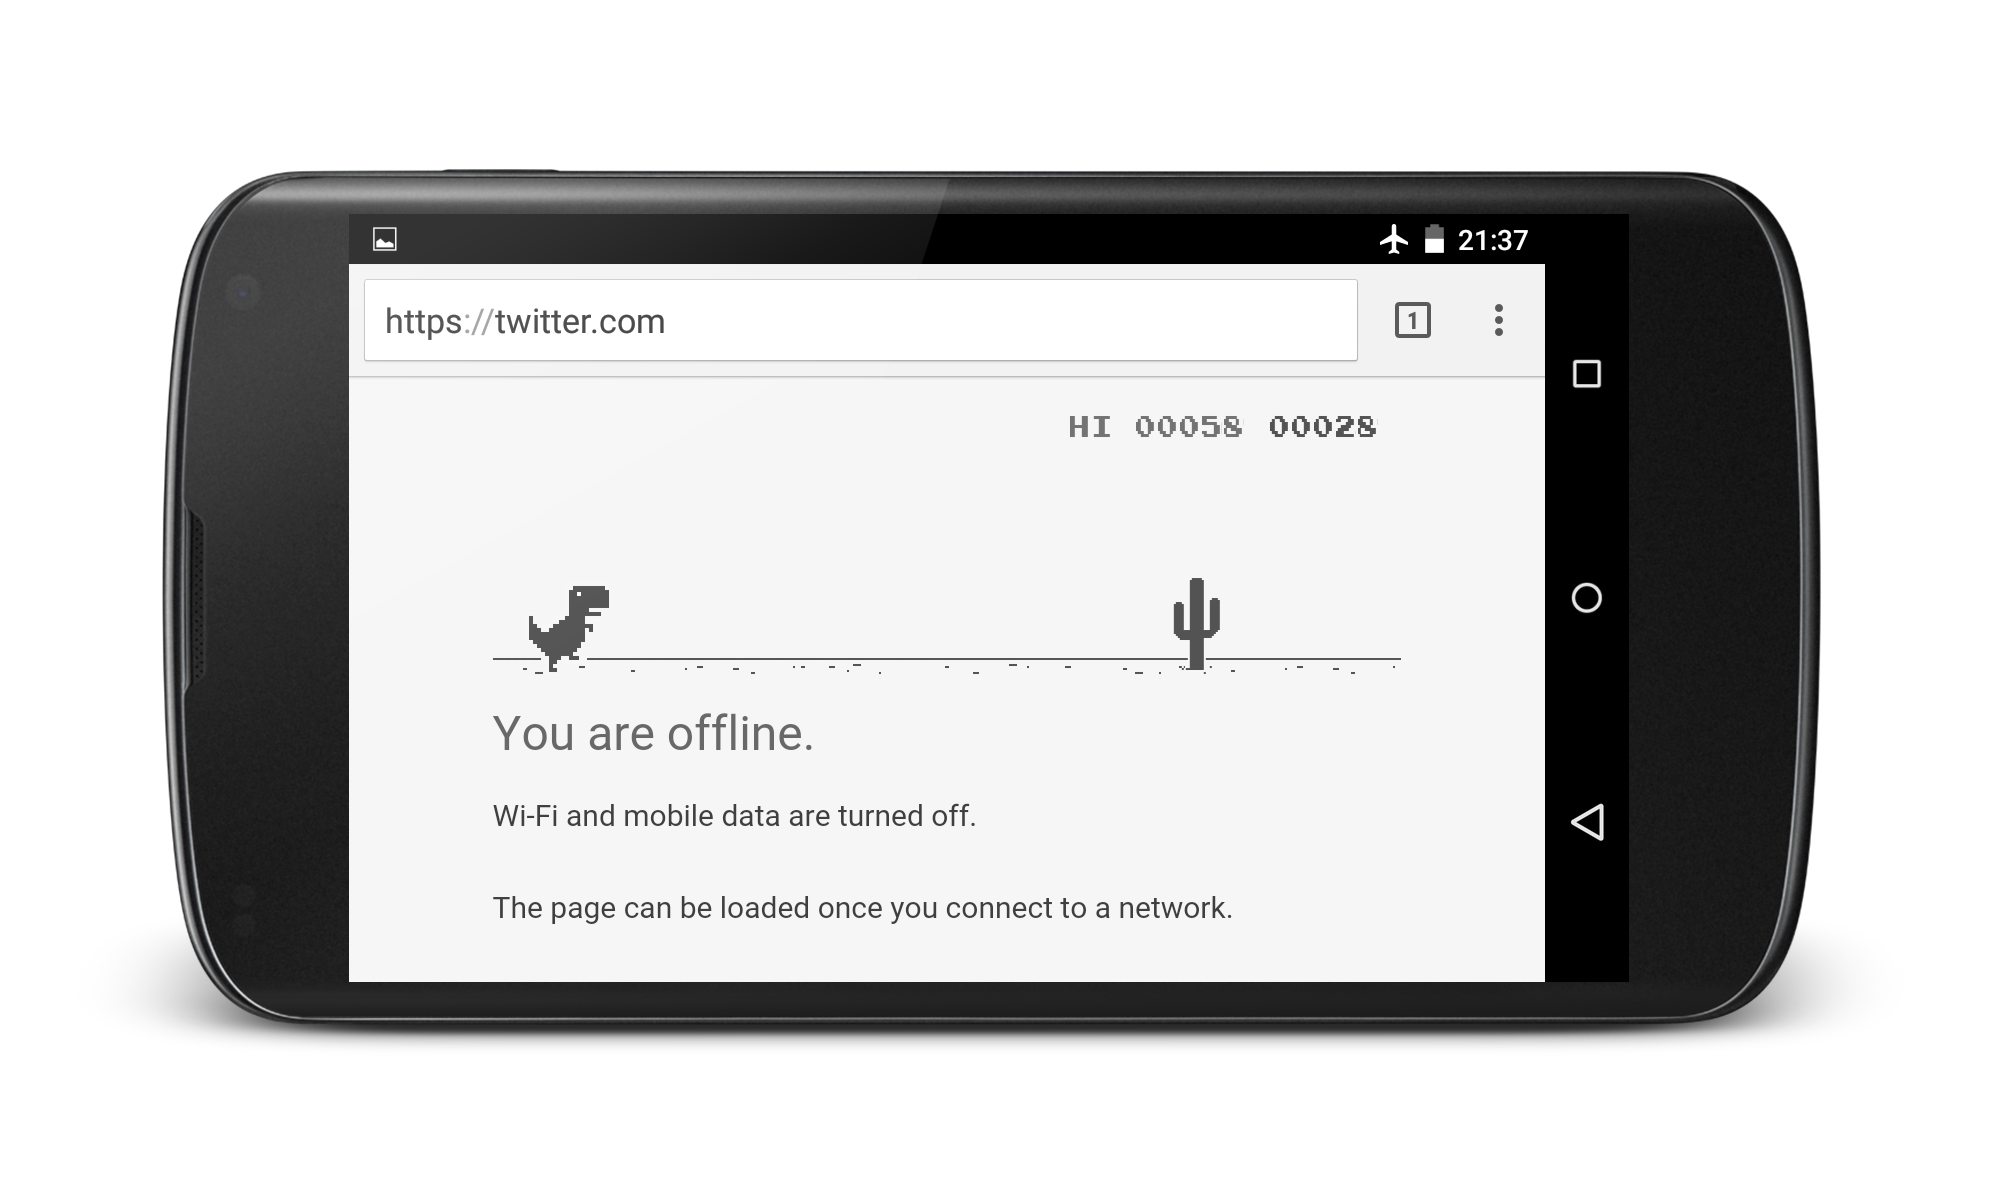 21:37
https://twitter.com
1
HI 00058 00028
You are offline.
Wi-Fi and mobile data are turned off.
The page can be loaded once you connect to a network.